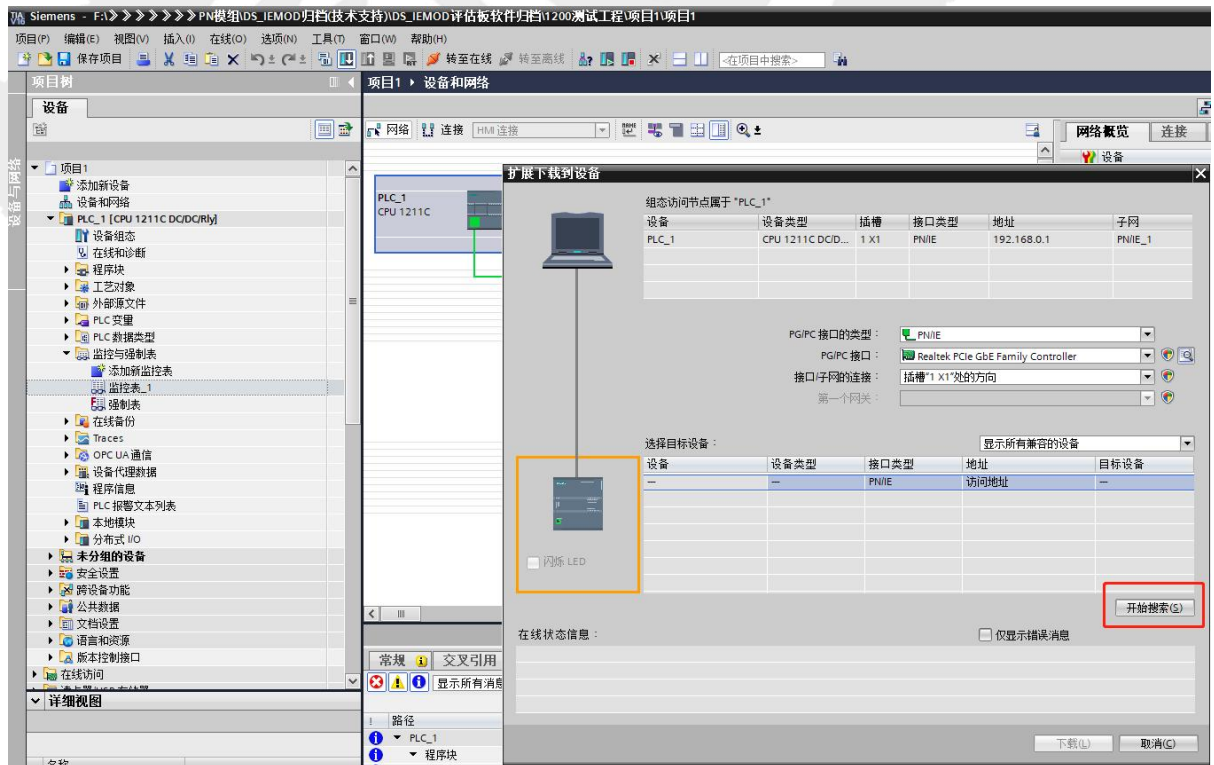 Siemens - F:\》》》》》》》PN模组\DS_IEMOD归档(技术支持)\DS_IEMOD评估板软件归档\1200测试工程\项目1\项目1
项目(P) 编辑(E) 视图(V) 插入(I) 在线(O) 选项(N) 工具(T) 窗口(W) 帮助(H)
保存项目 转至在线 转至离线 <在项目中搜索>
项目树
项目1 设备和网络
设备
网络 连接 HMI 连接
网络概览 连接
设备
设备与网络
项目1
添加新设备
设备和网络
PLC_1 [CPU 1211C DC/DC/Rly]
设备组态
在线和诊断
程序块
工艺对象
外部源文件
PLC 变量
PLC 数据类型
监控与强制表
添加新监控表
监控表_1
强制表
在线备份
Traces
OPC UA 通信
设备代理数据
程序信息
PLC 报警文本列表
本地模块
分布式 I/O
未分组的设备
安全设置
跨设备功能
公共数据
文档设置
语言和资源
版本控制接口
在线访问
详细视图
PLC_1
CPU 1211C
扩展下载到设备
组态访问节点属于 "PLC_1"
设备 设备类型 插槽 接口类型 地址 子网
PLC_1 CPU 1211C DC/D... 1 X1 PN/IE 192.168.0.1 PN/IE_1
PG/PC 接口的类型： PN/IE
PG/PC 接口： Realtek PCIe GbE Family Controller
接口/子网的连接： 插槽"1 X1"处的方向
第一个网关：
选择目标设备： 显示所有兼容的设备
设备 设备类型 接口类型 地址 目标设备
— — PN/IE 访问地址 —
闪烁 LED
开始搜索(S)
在线状态信息： 仅显示错误消息
下载(L) 取消(C)
常规 交叉引用
显示所有消息
! 路径
PLC_1
程序块